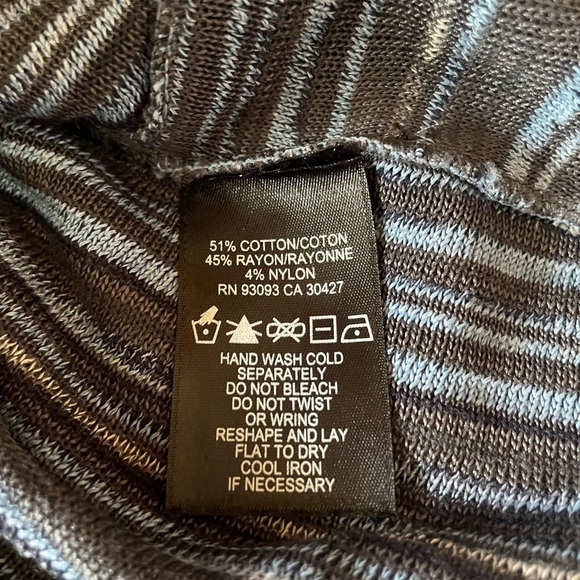 51% COTTON/COTON
45% RAYON/RAYONNE
4% NYLON
RN 93093 CA 30427
HAND WASH COLD
SEPARATELY
DO NOT BLEACH
DO NOT TWIST
OR WRING
RESHAPE AND LAY
FLAT TO DRY
COOL IRON
IF NECESSARY